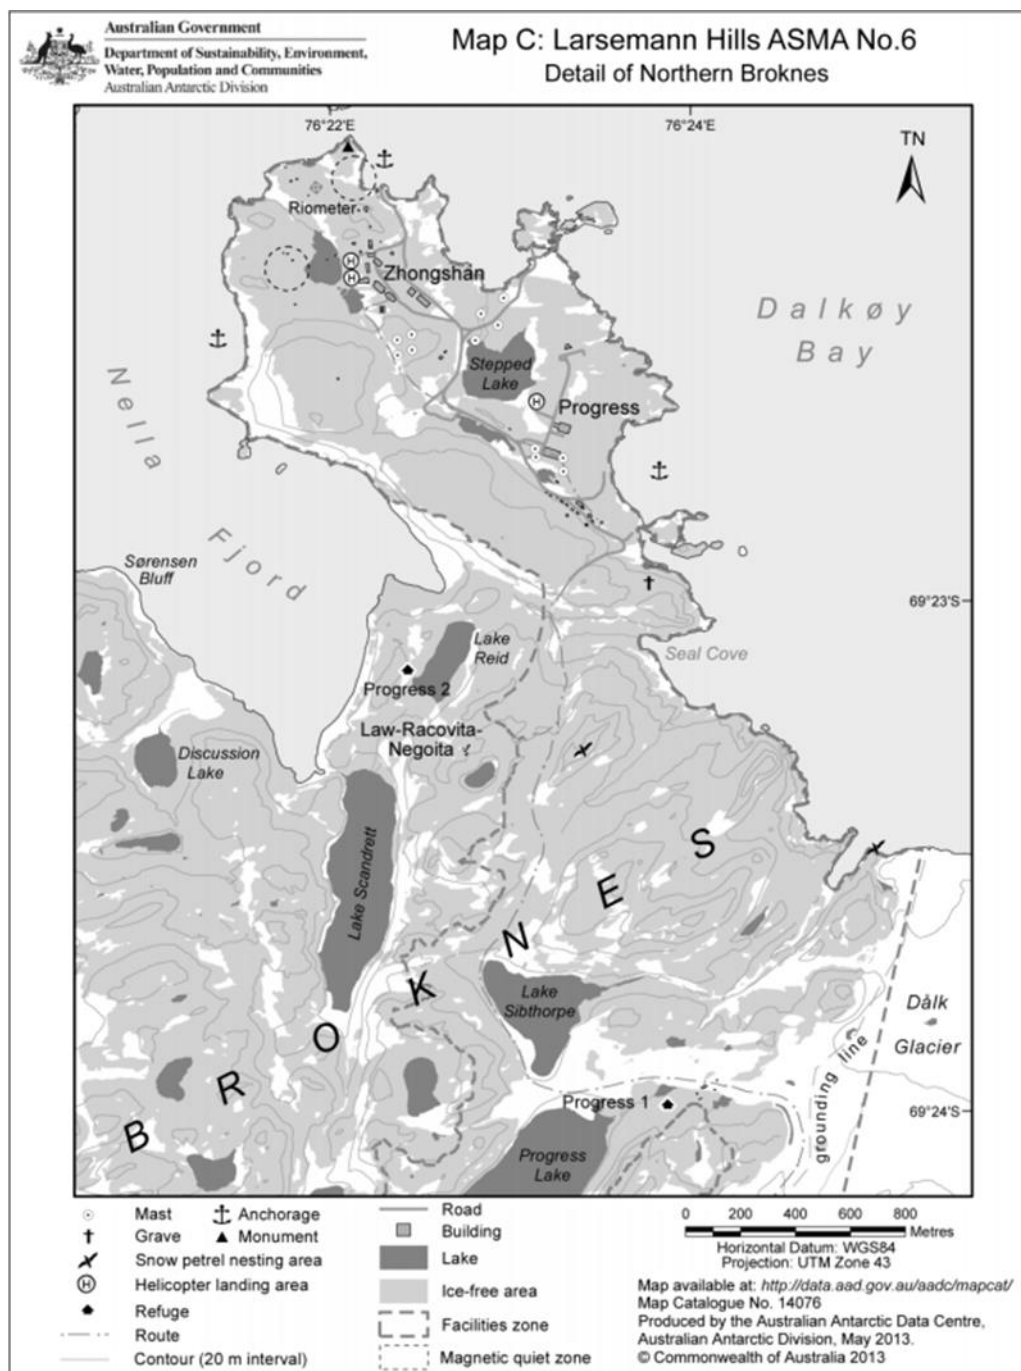 Australian Government
Department of Sustainability, Environment,
Water, Population and Communities
Australian Antarctic Division
Map C: Larsemann Hills ASMA No.6
Detail of Northern Broknes
76°22'E
76°24'E
TN
Riometer
H
H
Zhongshan
Dalkøy
Bay
Stepped
Lake
H
Progress
Nella
Fjord
Sørensen
Bluff
69°23'S
Lake
Reid
Seal Cove
Progress 2
Law-Racovita-
Negoita
Discussion
Lake
Lake Scandrett
BROKNES
Lake
Sibthorpe
Dålk
Glacier
grounding line
Progress 1
69°24'S
Progress
Lake
Mast
Anchorage
Grave
Monument
Snow petrel nesting area
H
Helicopter landing area
Refuge
Route
Contour (20 m interval)
Road
Building
Lake
Ice-free area
Facilities zone
Magnetic quiet zone
0 200 400 600 800
Metres
Horizontal Datum: WGS84
Projection: UTM Zone 43
Map available at: http://data.aad.gov.au/aadc/mapcat/
Map Catalogue No. 14076
Produced by the Australian Antarctic Data Centre,
Australian Antarctic Division, May 2013.
© Commonwealth of Australia 2013